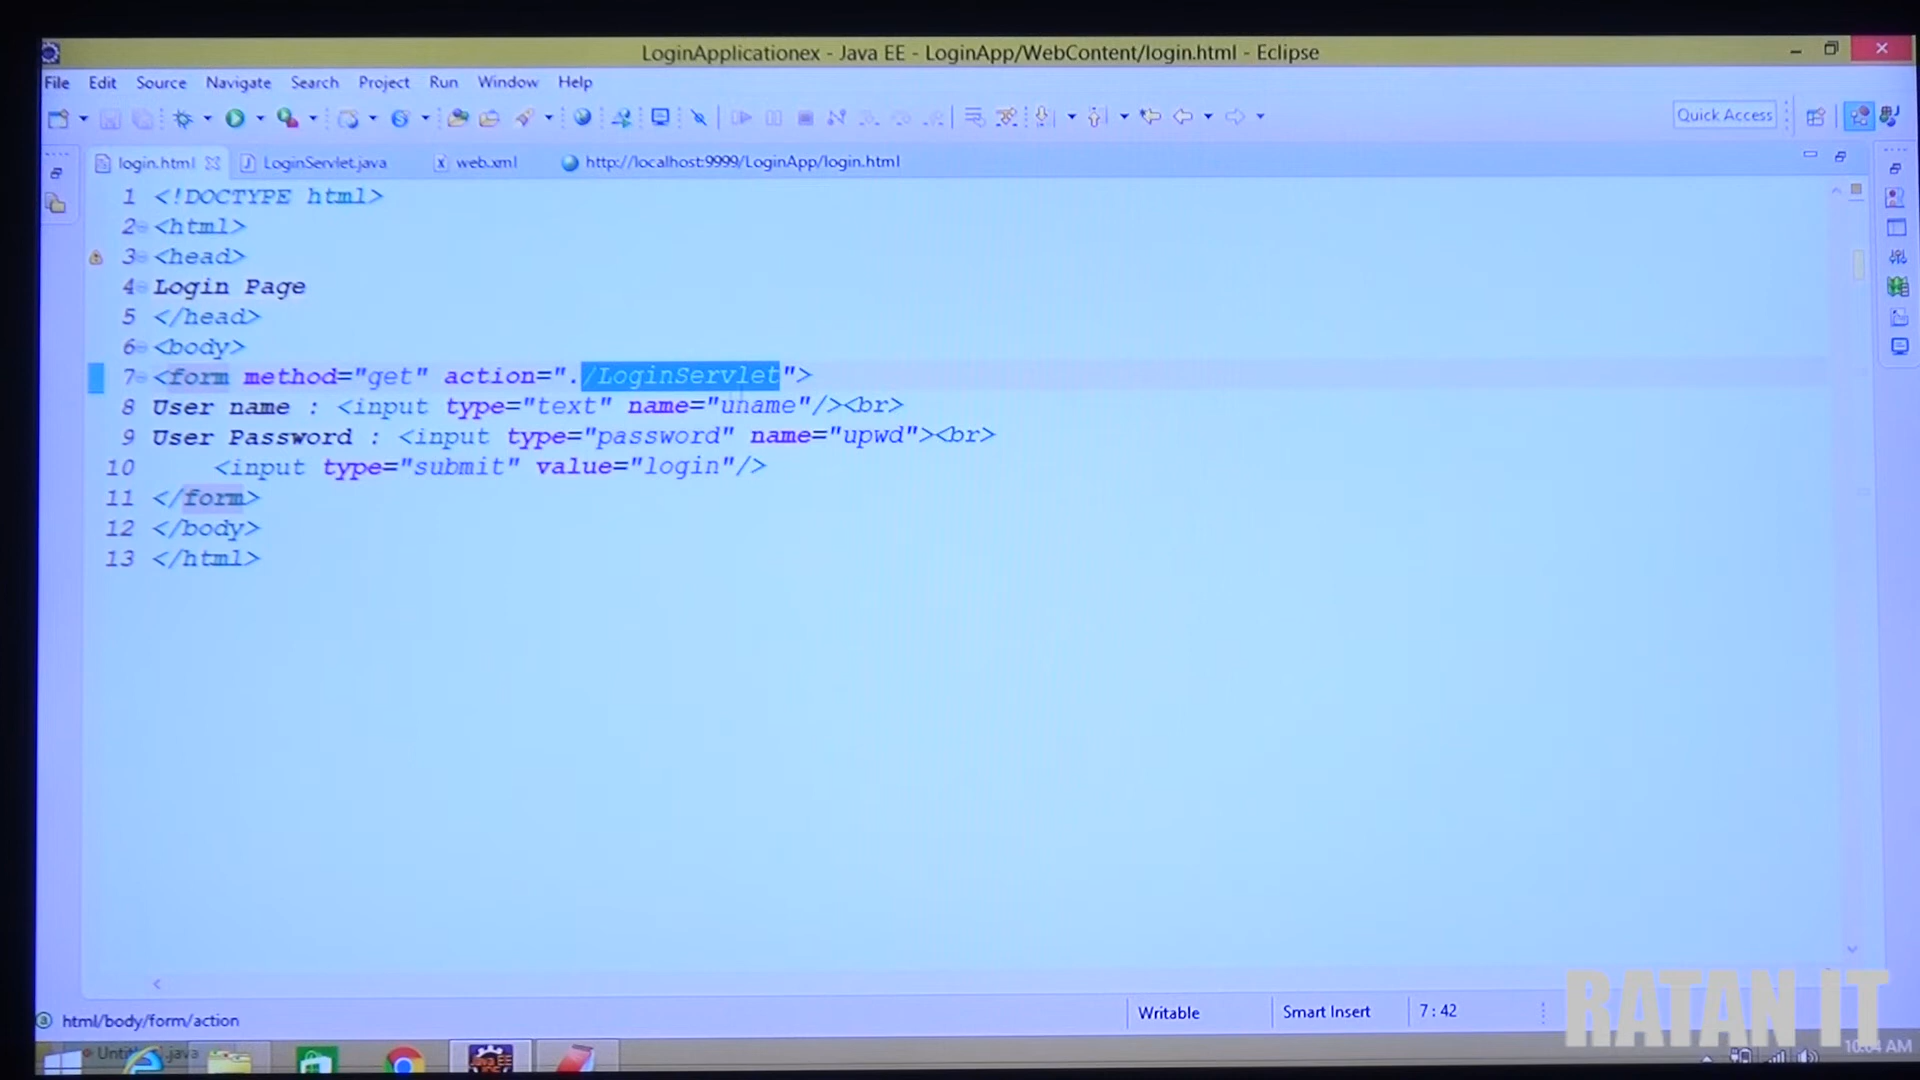 LoginApplicationex - Java EE - LoginApp/WebContent/login.html - Eclipse
File Edit Source Navigate Search Project Run Window Help
Quick Access
login.html LoginServlet.java web.xml http://localhost:9999/LoginApp/login.html
1 <!DOCTYPE html>
2 <html>
3 <head>
4 Login Page
5 </head>
6 <body>
7 <form method="get" action="./LoginServlet">
8 User name : <input type="text" name="uname"/><br>
9 User Password : <input type="password" name="upwd"><br>
10 <input type="submit" value="login"/>
11 </form>
12 </body>
13 </html>
Writable Smart Insert 7:42
html/body/form/action
RATAN IT
10:04 AM